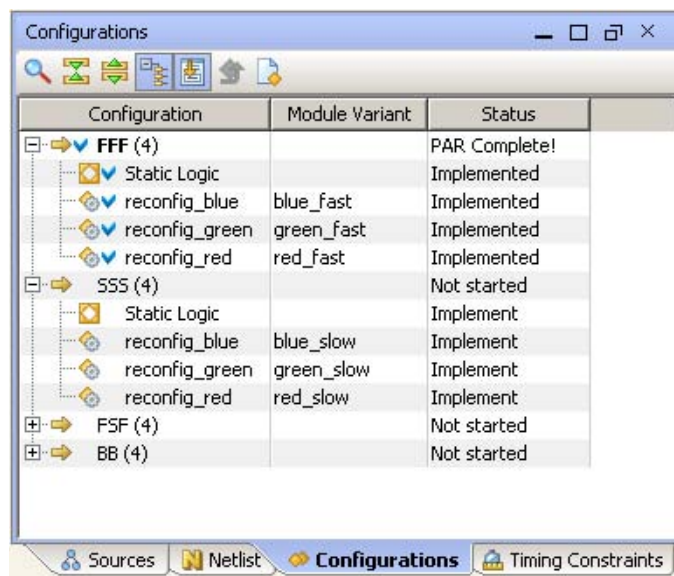 Configurations
Configuration Module Variant Status
FFF (4) PAR Complete!
Static Logic Implemented
reconfig_blue blue_fast Implemented
reconfig_green green_fast Implemented
reconfig_red red_fast Implemented
SSS (4) Not started
Static Logic Implement
reconfig_blue blue_slow Implement
reconfig_green green_slow Implement
reconfig_red red_slow Implement
FSF (4) Not started
BB (4) Not started
Sources Netlist Configurations Timing Constraints